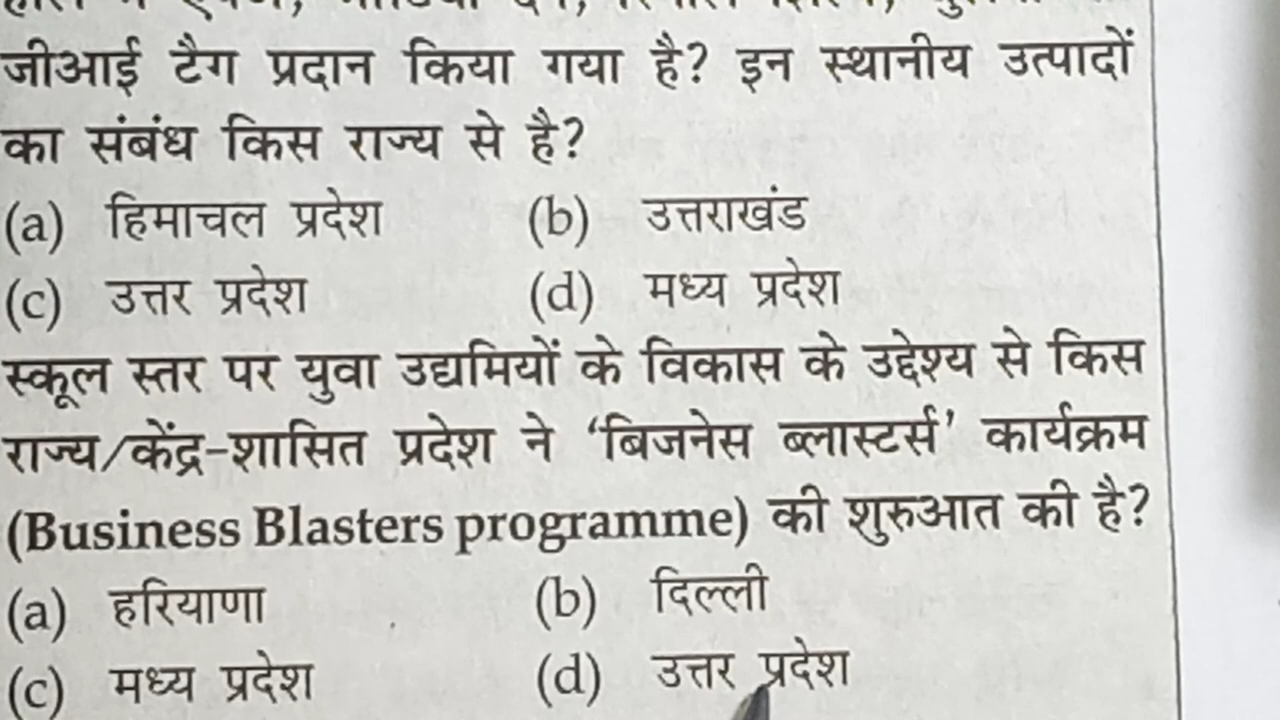 जीआई टैग प्रदान किया गया है? इन स्थानीय उत्पादों
का संबंध किस राज्य से है?
(a) हिमाचल प्रदेश (b) उत्तराखंड
(c) उत्तर प्रदेश (d) मध्य प्रदेश
स्कूल स्तर पर युवा उद्यमियों के विकास के उद्देश्य से किस
राज्य/केंद्र-शासित प्रदेश ने ‘बिजनेस ब्लास्टर्स’ कार्यक्रम
(Business Blasters programme) की शुरुआत की है?
(a) हरियाणा (b) दिल्ली
(c) मध्य प्रदेश (d) उत्तर प्रदेश